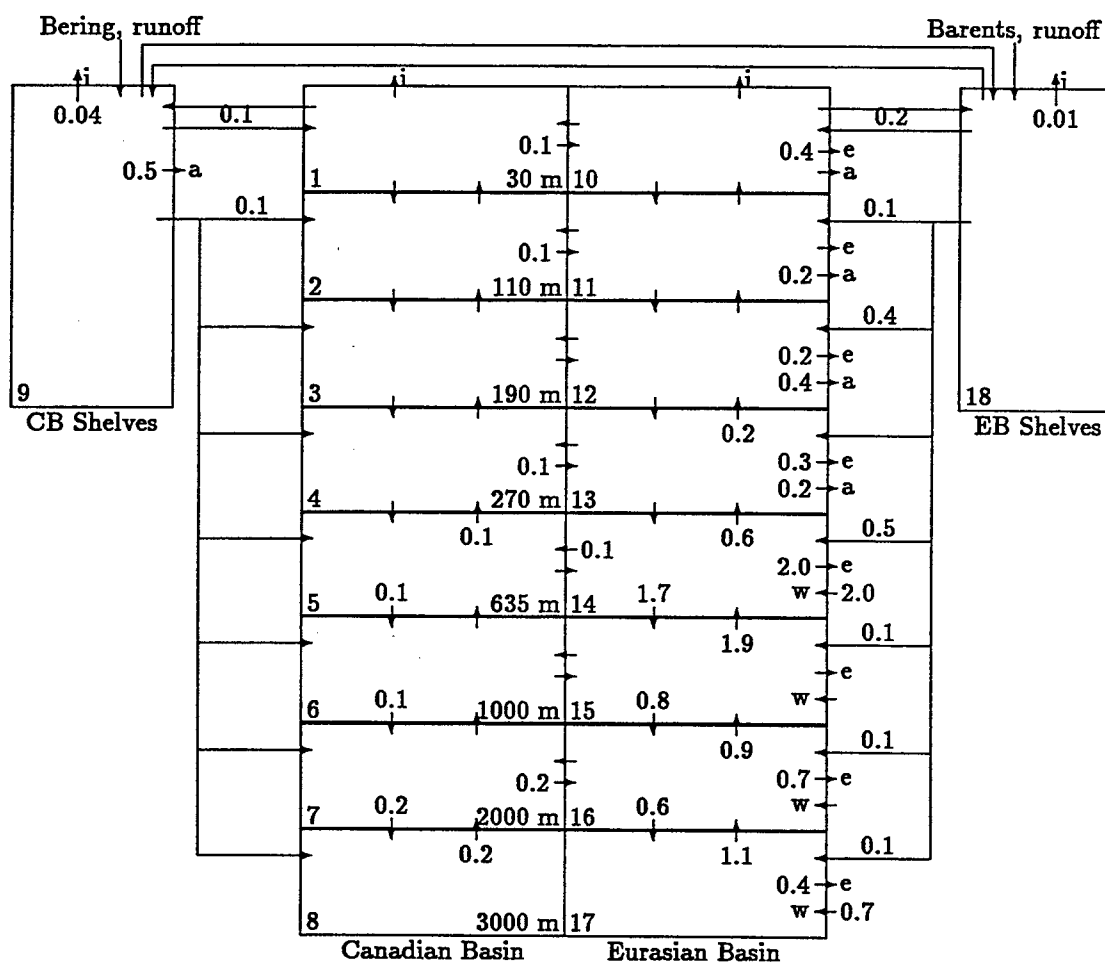 Bering, runoff Barents, runoff
i i i i
0.04 0.1 0.2 0.01
0.1 0.4 e
0.5 a a
1 30 m 10
0.1 0.1
0.1 e
0.2 a
2 110 m 11
0.4
0.2 e
0.4 a
9 3 190 m 12 18
CB Shelves EB Shelves
0.2
0.1 0.3 e
0.2 a
4 270 m 13
0.1 0.6 0.5
0.1
2.0 e
0.1 1.7 w 2.0
5 635 m 14
1.9 0.1
e
0.1 0.8 w
6 1000 m 15
0.9 0.1
0.2 0.7 e
0.2 0.6 w
7 2000 m 16
0.2 1.1 0.1
0.4 e
w 0.7
8 3000 m 17
Canadian Basin Eurasian Basin